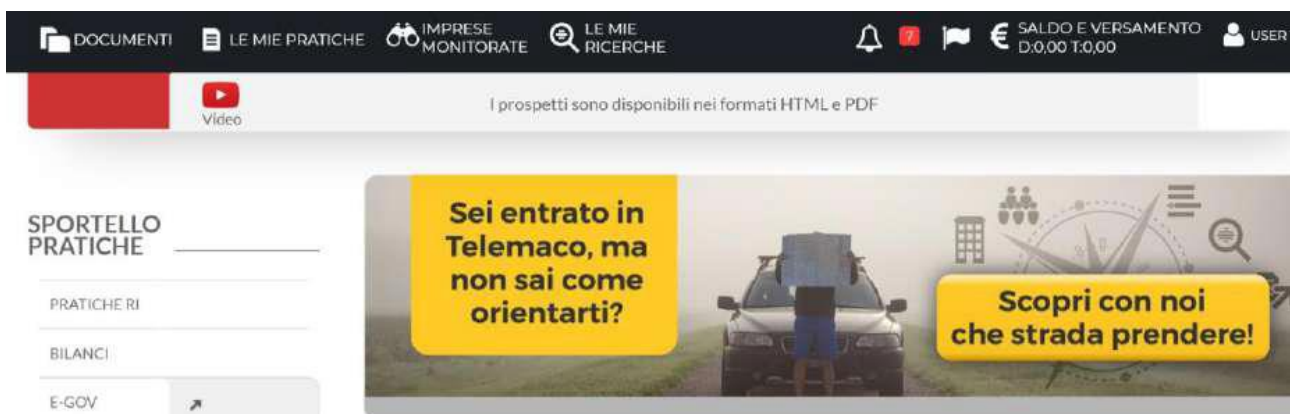 DOCUMENTI
LE MIE PRATICHE
IMPRESE
MONITORATE
LE MIE
RICERCHE
7
SALDO E VERSAMENTO
D:0,00 T:0,00
USER
Video
I prospetti sono disponibili nei formati HTML e PDF
SPORTELLO
PRATICHE
PRATICHE RI
BILANCI
E-GOV
Sei entrato in
Telemaco, ma
non sai come
orientarti?
Scopri con noi
che strada prendere!